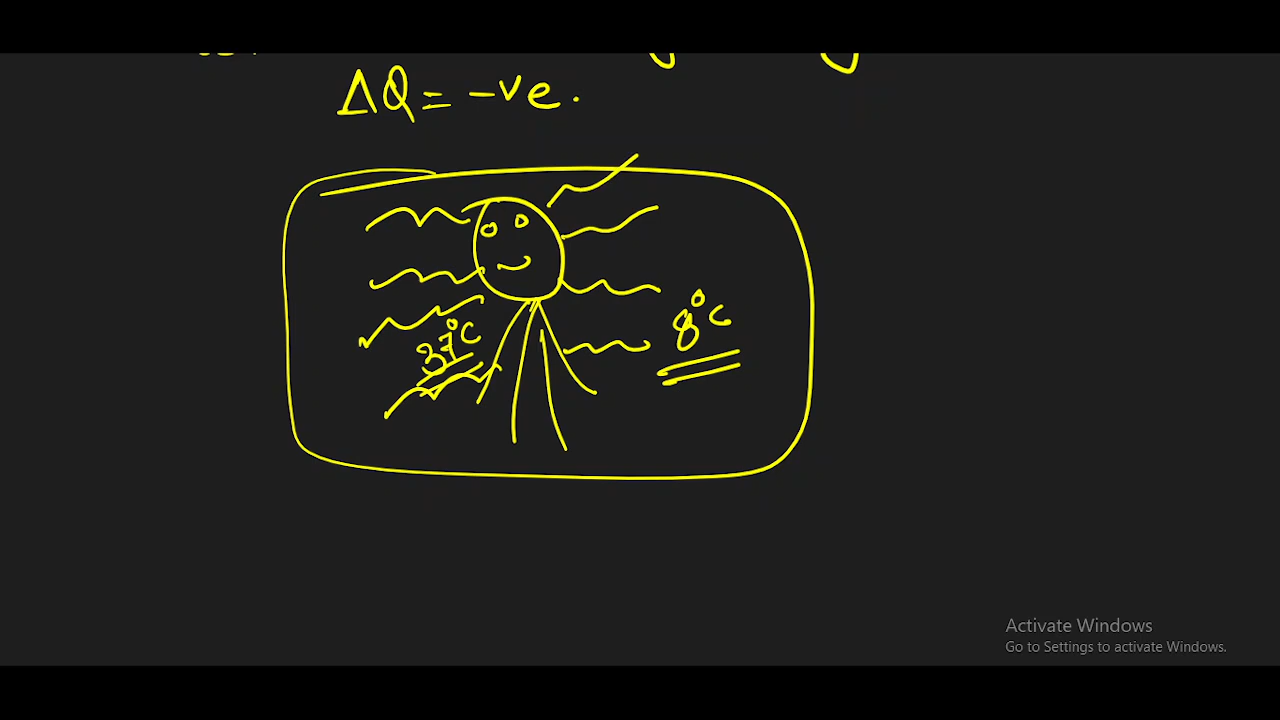 ΔQ = -ve.
37°C
8°C
Activate Windows
Go to Settings to activate Windows.